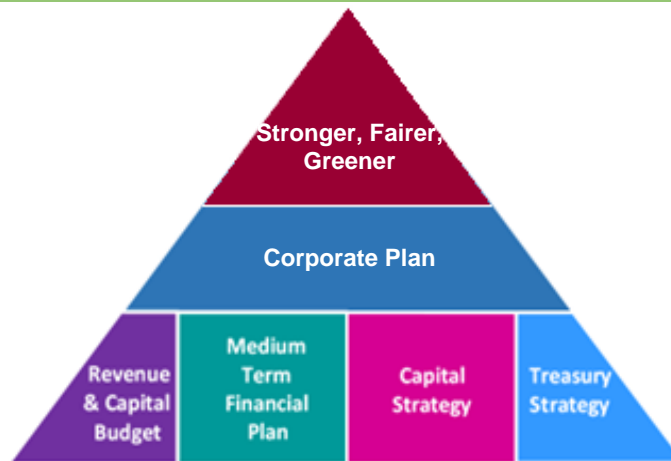 Stronger, Fairer,
Greener
Corporate Plan
Revenue
& Capital
Budget
Medium
Term
Financial
Plan
Capital
Strategy
Treasury
Strategy